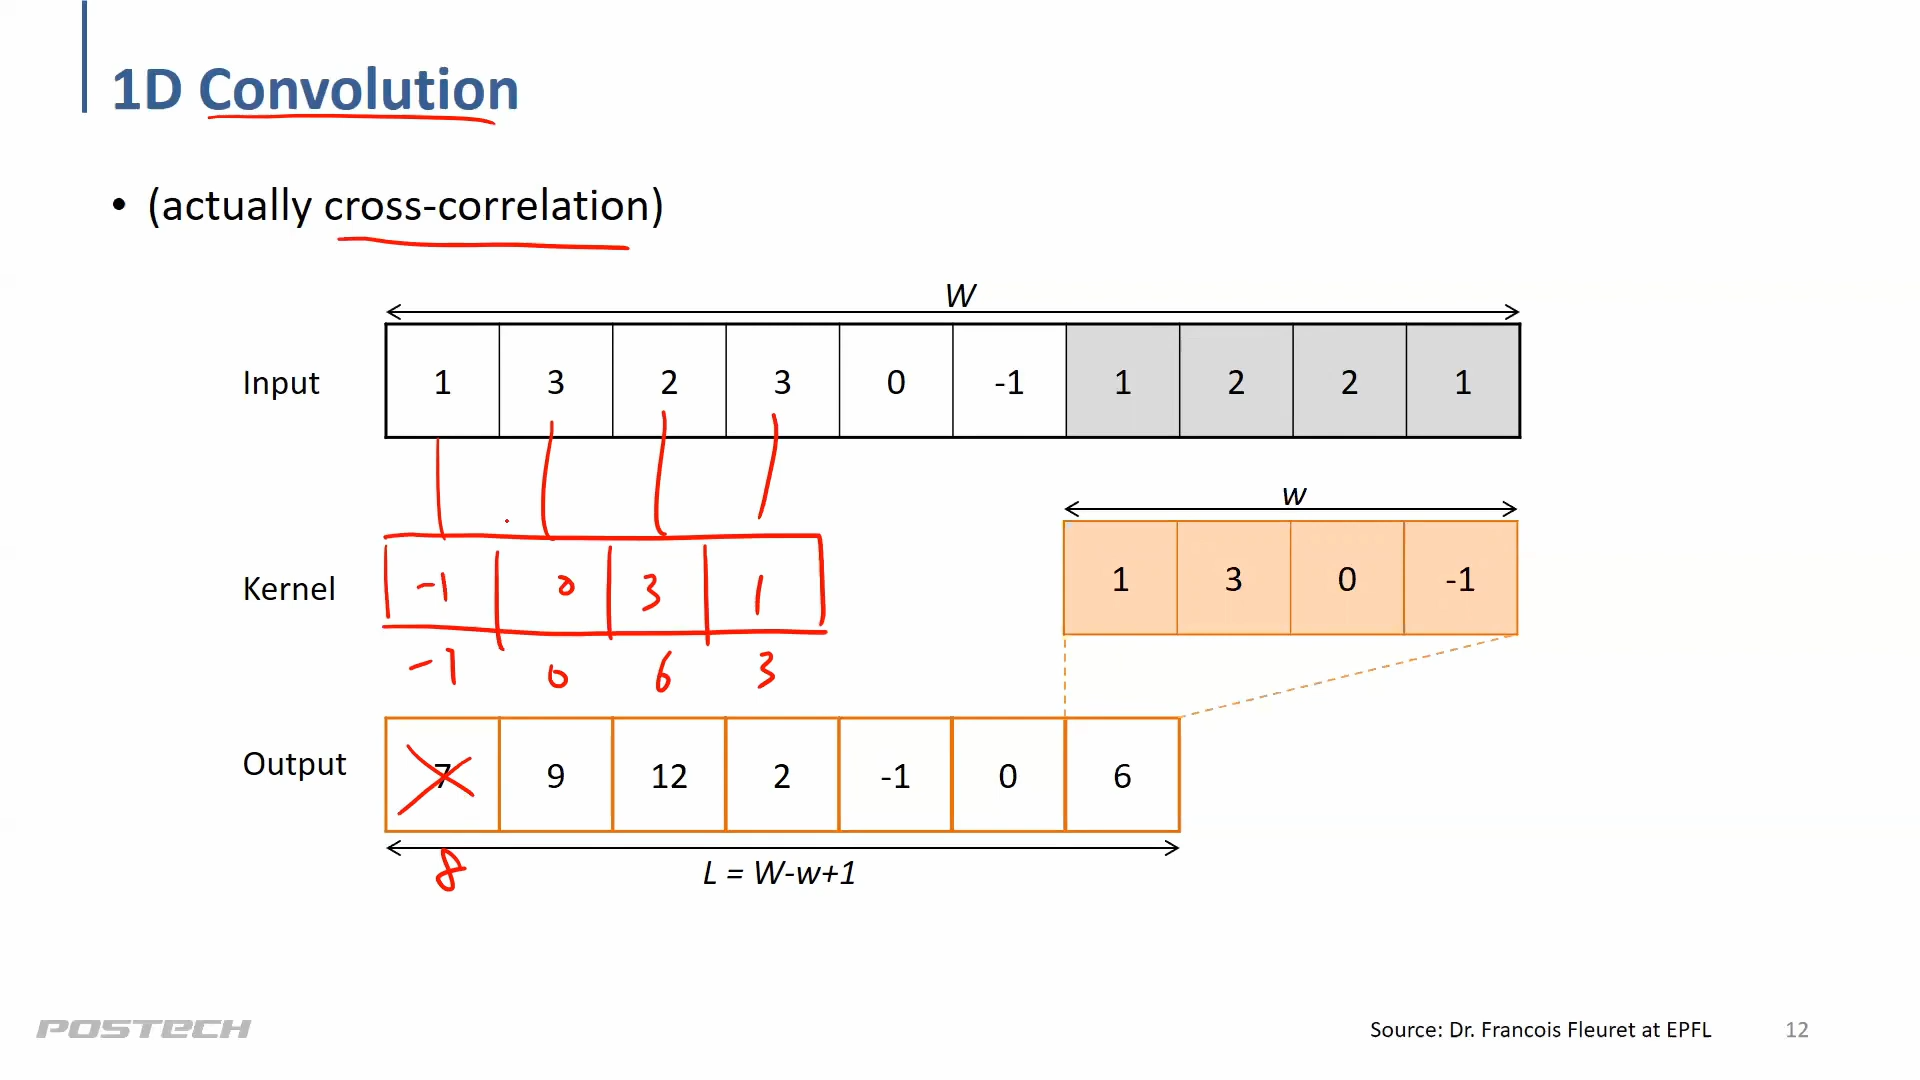 1D Convolution
• (actually cross-correlation)
W
Input 1 3 2 3 0 -1 1 2 2 1
w
Kernel -1 0 3 1 1 3 0 -1
-1 0 6 3
Output 7 9 12 2 -1 0 6
8 L = W-w+1
POSTECH Source: Dr. Francois Fleuret at EPFL 12